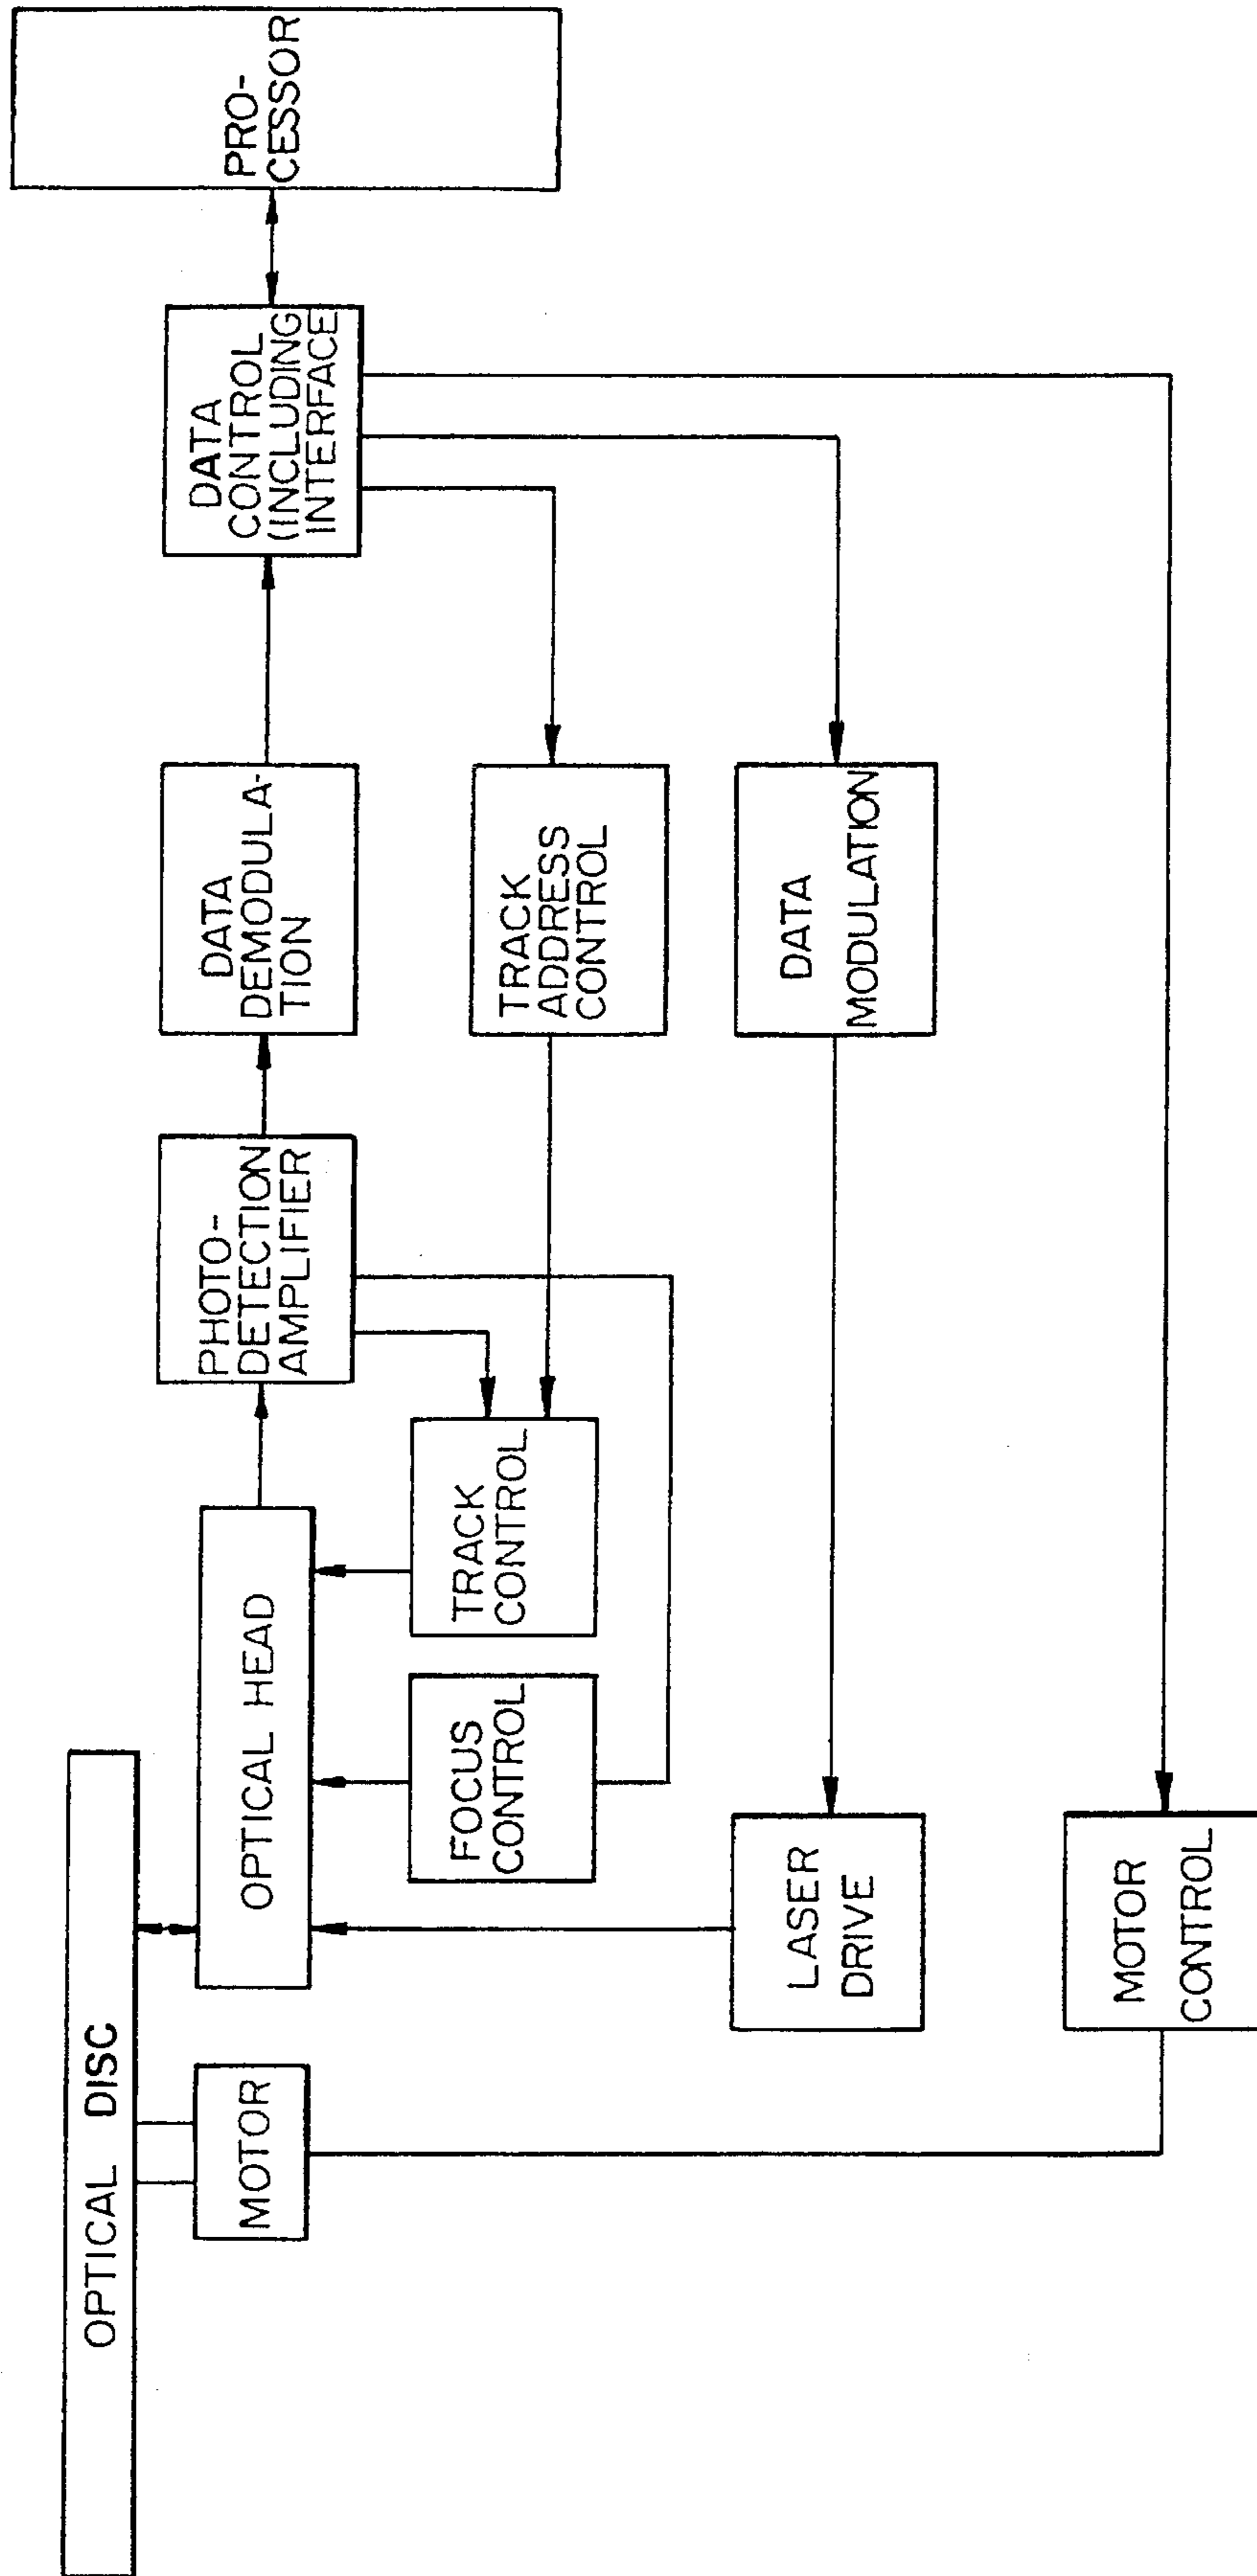 OPTICAL DISC
MOTOR
OPTICAL HEAD
PHOTO-
DETECTION
AMPLIFIER
DATA
DEMODULA-
TION
DATA
CONTROL
(INCLUDING
INTERFACE
PRO-
CESSOR
FOCUS
CONTROL
TRACK
CONTROL
TRACK
ADDRESS
CONTROL
LASER
DRIVE
DATA
MODULATION
MOTOR
CONTROL